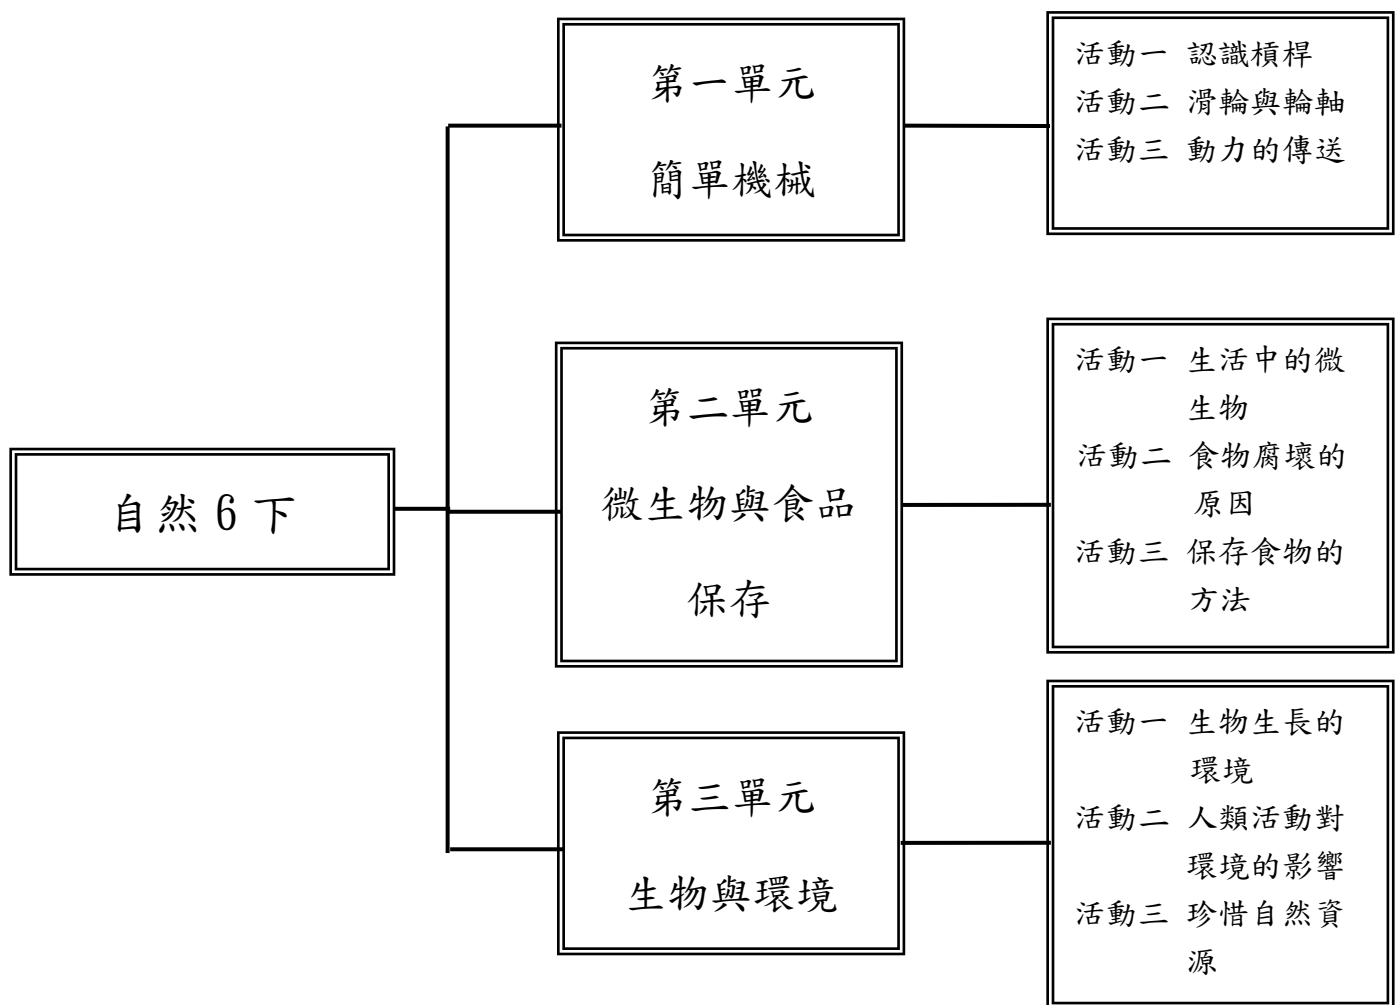 自然 6 下
第一單元
簡單機械
活動一 認識槓桿
活動二 滑輪與輪軸
活動三 動力的傳送
第二單元
微生物與食品
保存
活動一 生活中的微
生物
活動二 食物腐壞的
原因
活動三 保存食物的
方法
第三單元
生物與環境
活動一 生物生長的
環境
活動二 人類活動對
環境的影響
活動三 珍惜自然資
源